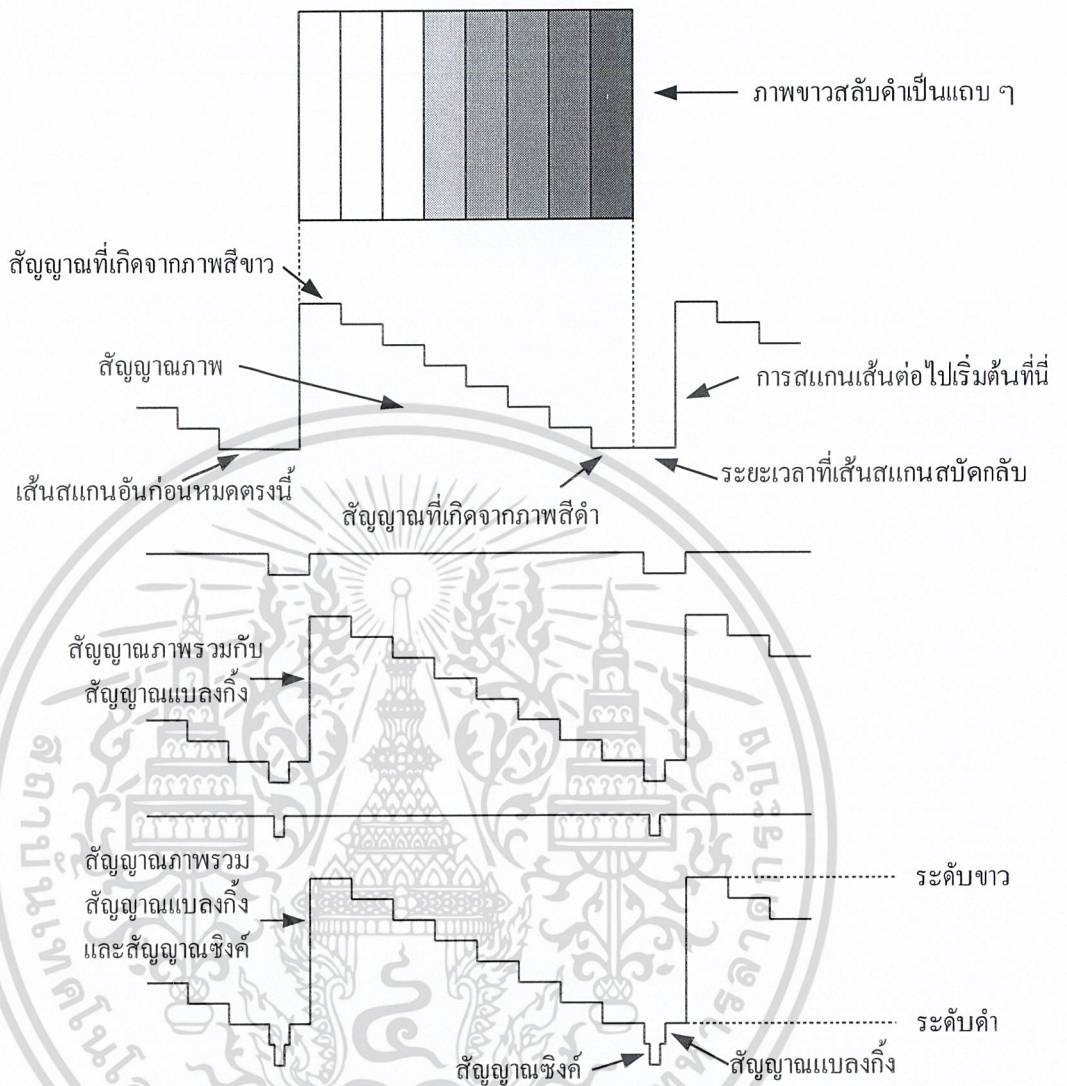 ภาพขาวสลับดำเป็นแถบ ๆ
สัญญาณที่เกิดจากภาพสีขาว
สัญญาณภาพ
การสแกนเส้นต่อไปเริ่มต้นที่นี่
เส้นสแกนอันก่อนหมดตรงนี้
ระยะเวลาที่เส้นสแกนสบัดกลับ
สัญญาณที่เกิดจากภาพสีดำ
สัญญาณภาพรวมกับ
สัญญาณแบลงกิ้ง
สัญญาณภาพรวม
สัญญาณแบลงกิ้ง
และสัญญาณซิงค์
ระดับขาว
ระดับดำ
สัญญาณซิงค์
สัญญาณแบลงกิ้ง